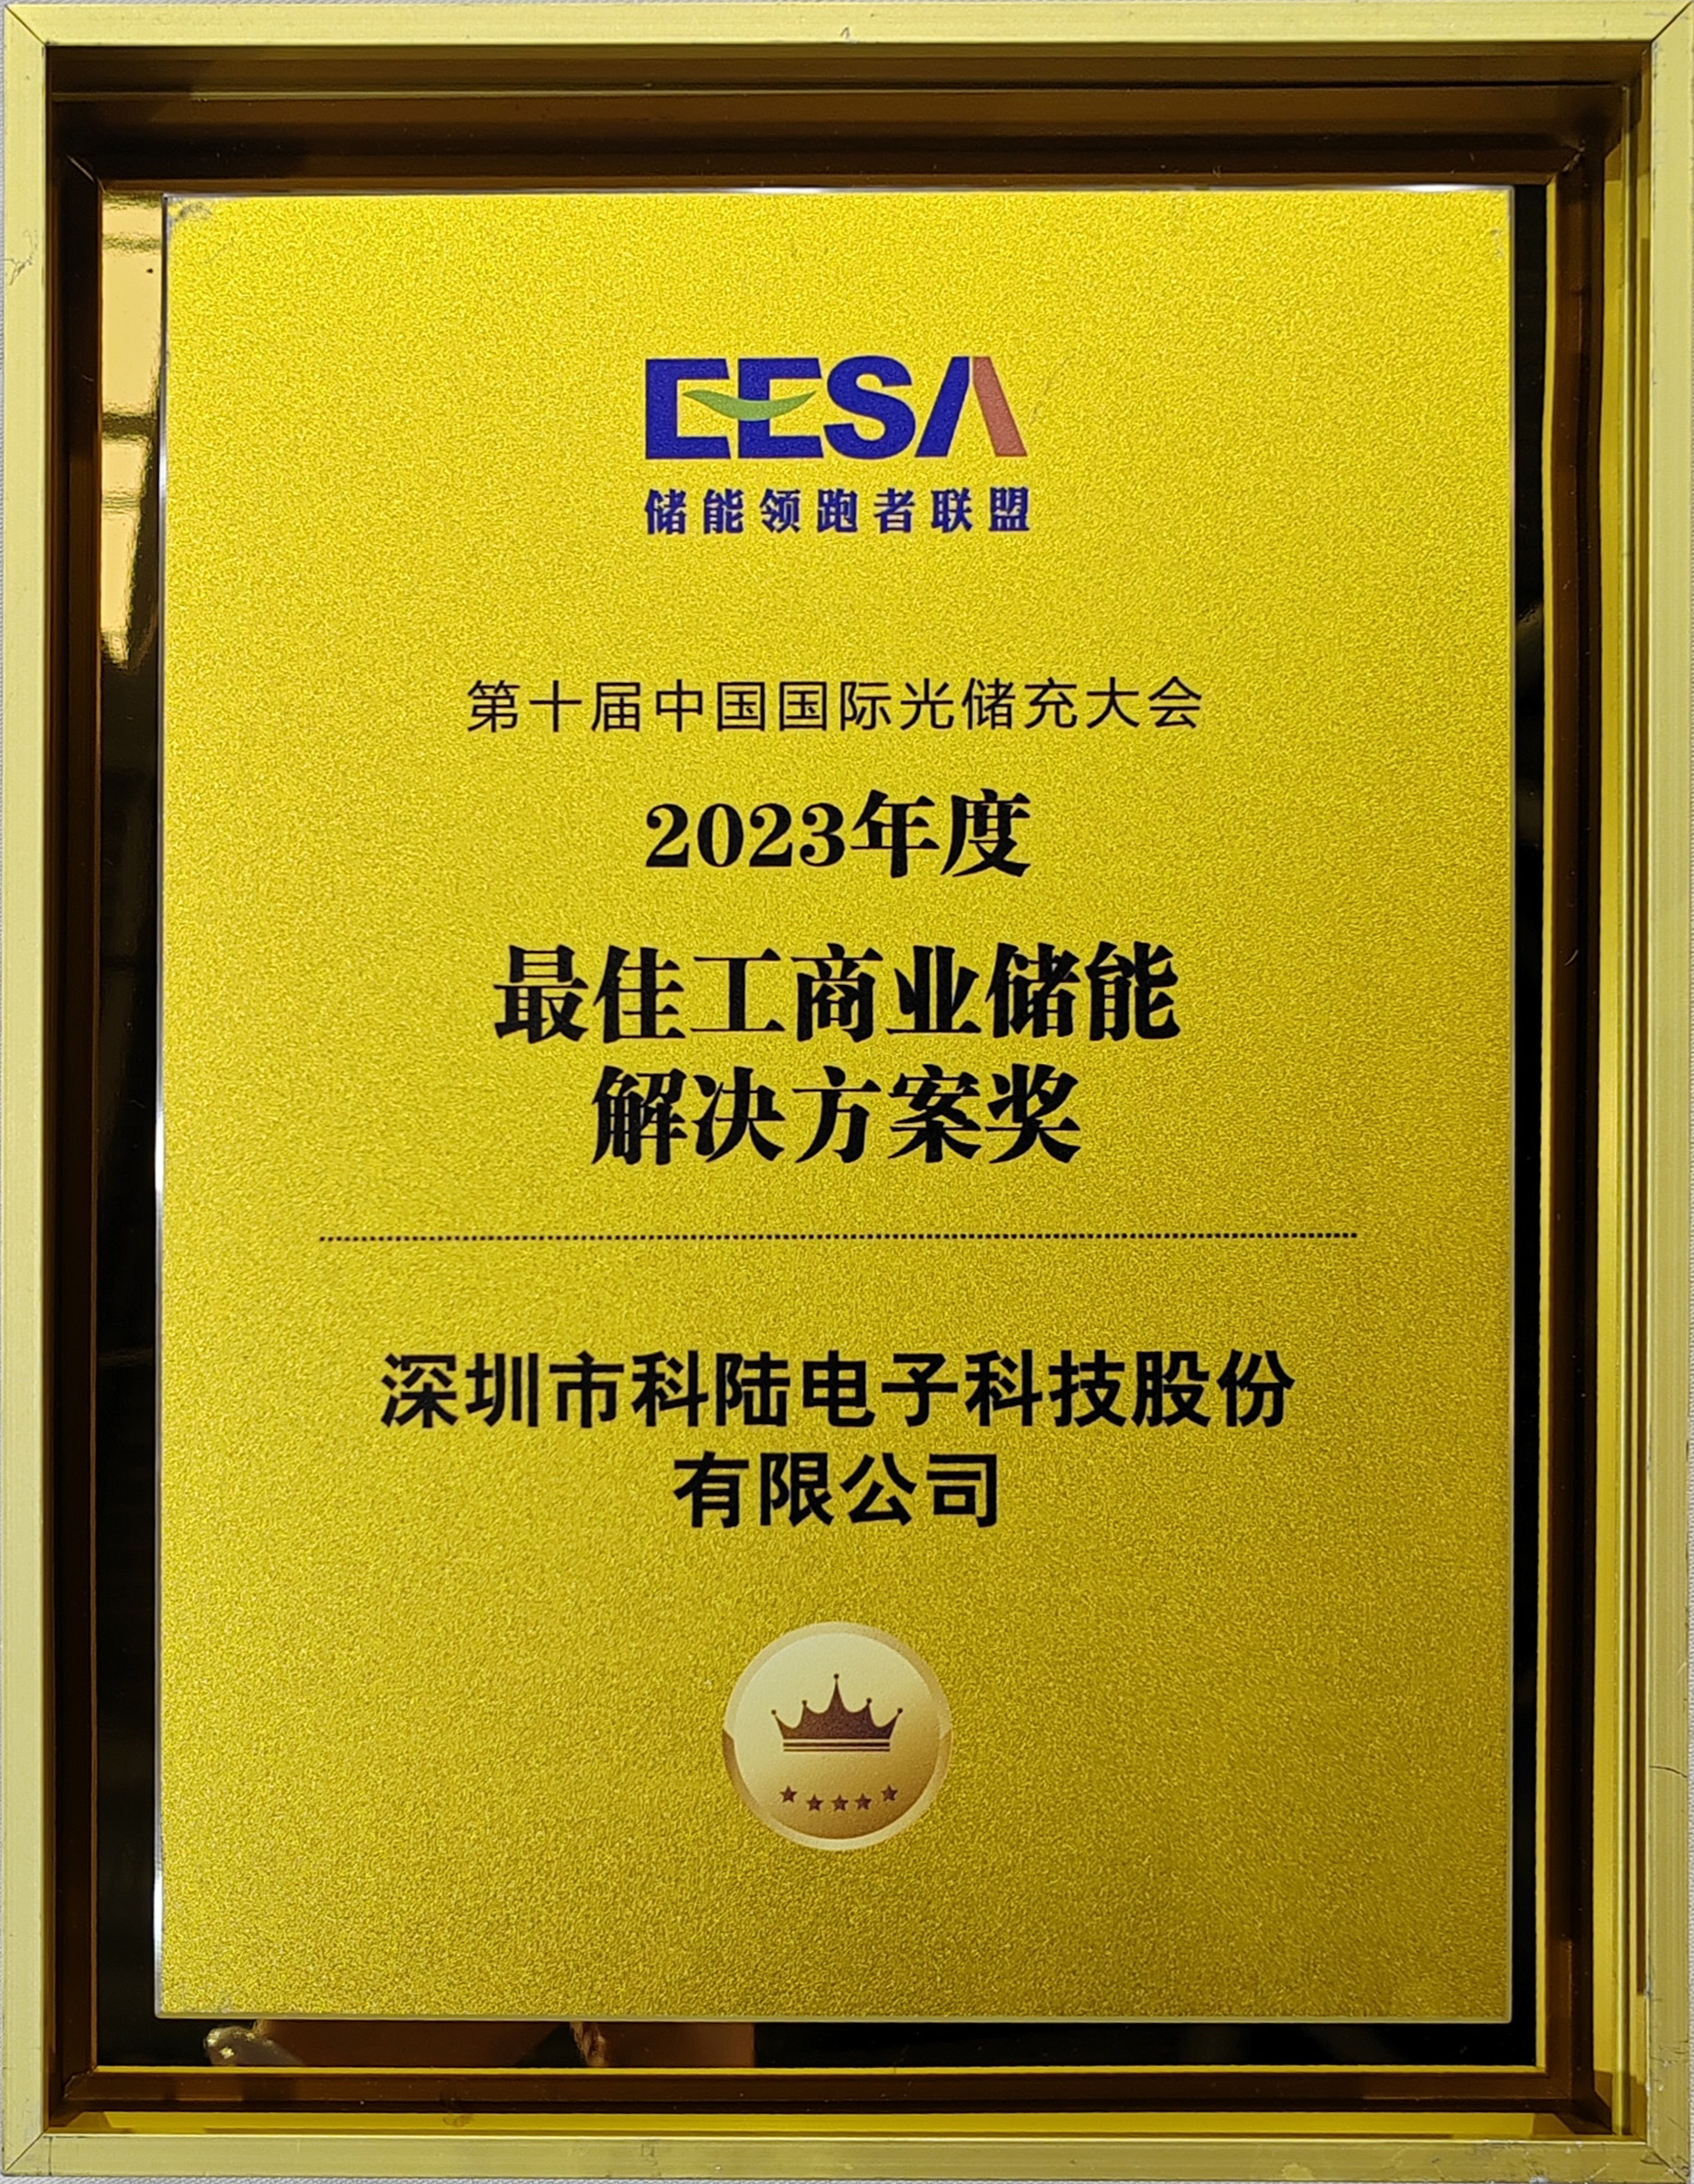 EESA
储能领跑者联盟
第十届中国国际光储充大会
2023年度
最佳工商业储能
解决方案奖
深圳市科陆电子科技股份
有限公司